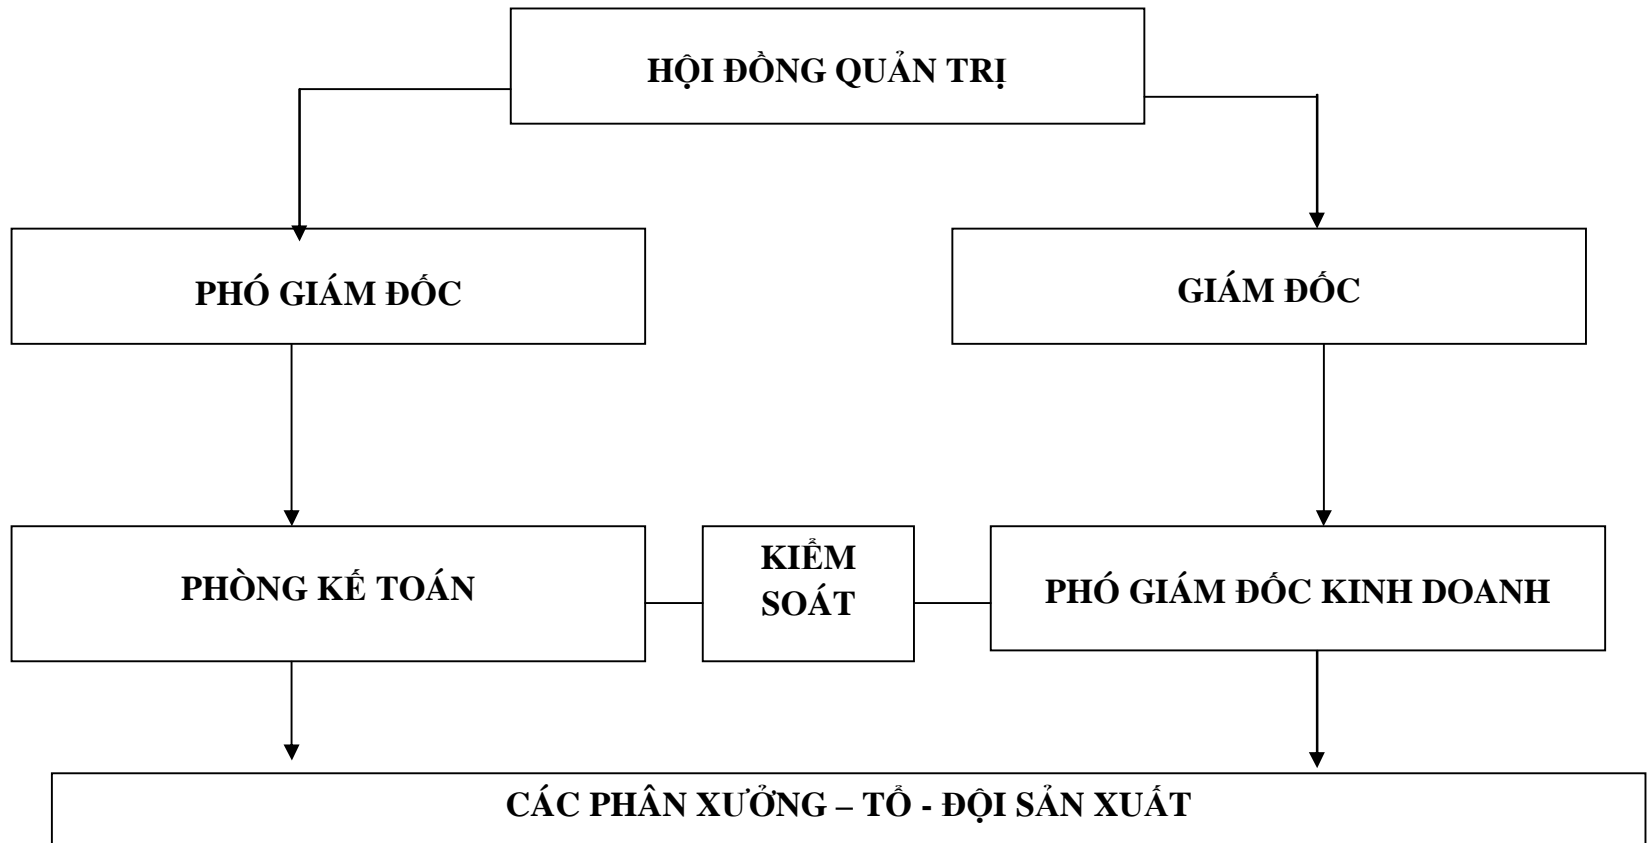 HỘI ĐỒNG QUẢN TRỊ
PHÓ GIÁM ĐỐC
GIÁM ĐỐC
PHÒNG KẾ TOÁN
KIỂM
SOÁT
PHÓ GIÁM ĐỐC KINH DOANH
CÁC PHÂN XƯỞNG – TỔ - ĐỘI SẢN XUẤT